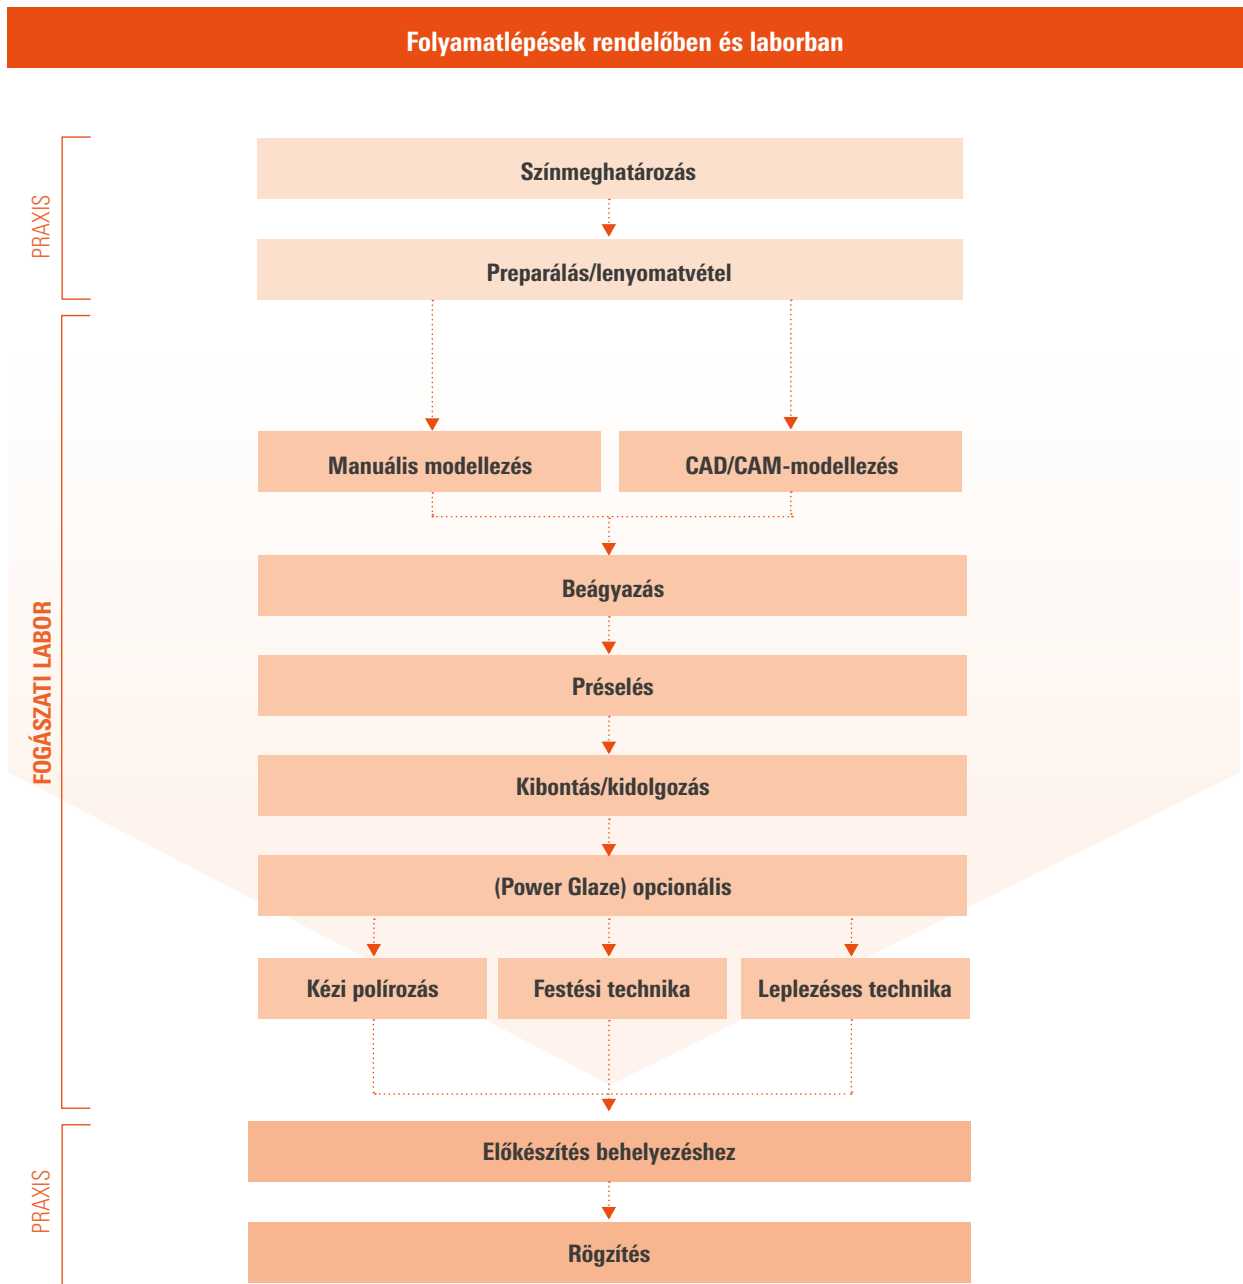 Folyamatlépések rendelőben és laborban
PRAXIS
Színmeghatározás
Preparálás/lenyomatvétel
FOGÁSZATI LABOR
Manuális modellezés
CAD/CAM-modellezés
Beágyazás
Préselés
Kibontás/kidolgozás
(Power Glaze) opcionális
Kézi polírozás
Festési technika
Leplezéses technika
PRAXIS
Előkészítés behelyezéshez
Rögzítés